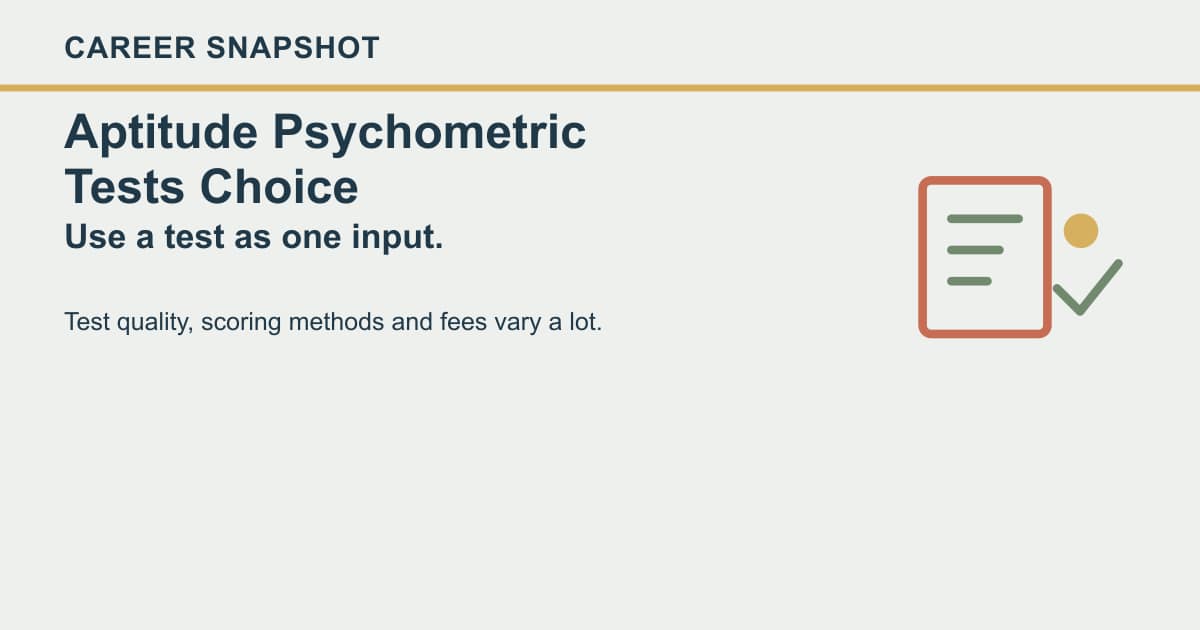 CAREER SNAPSHOT
Aptitude Psychometric
Tests Choice
Use a test as one input.
Test quality, scoring methods and fees vary a lot.